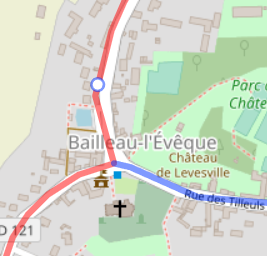 Parc d
Châte
Bailleau-l'Évêque
Château
de Levesville
Rue des Tilleuls
D 121